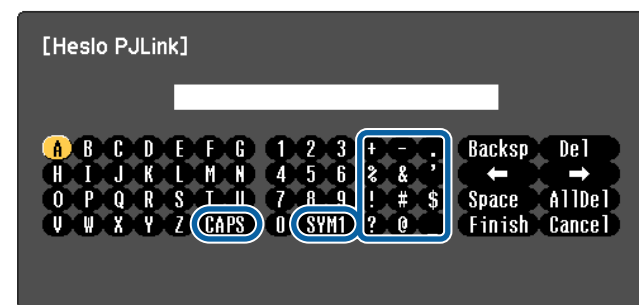 [Heslo PJLink]
A B C D E F G 1 2 3 + - . Backsp Del
H I J K L M N 4 5 6 % & ' ← →
O P Q R S T U 7 8 9 ! # $ Space AllDel
V W X Y Z CAPS 0 SYM1 ? @ _ Finish Cancel